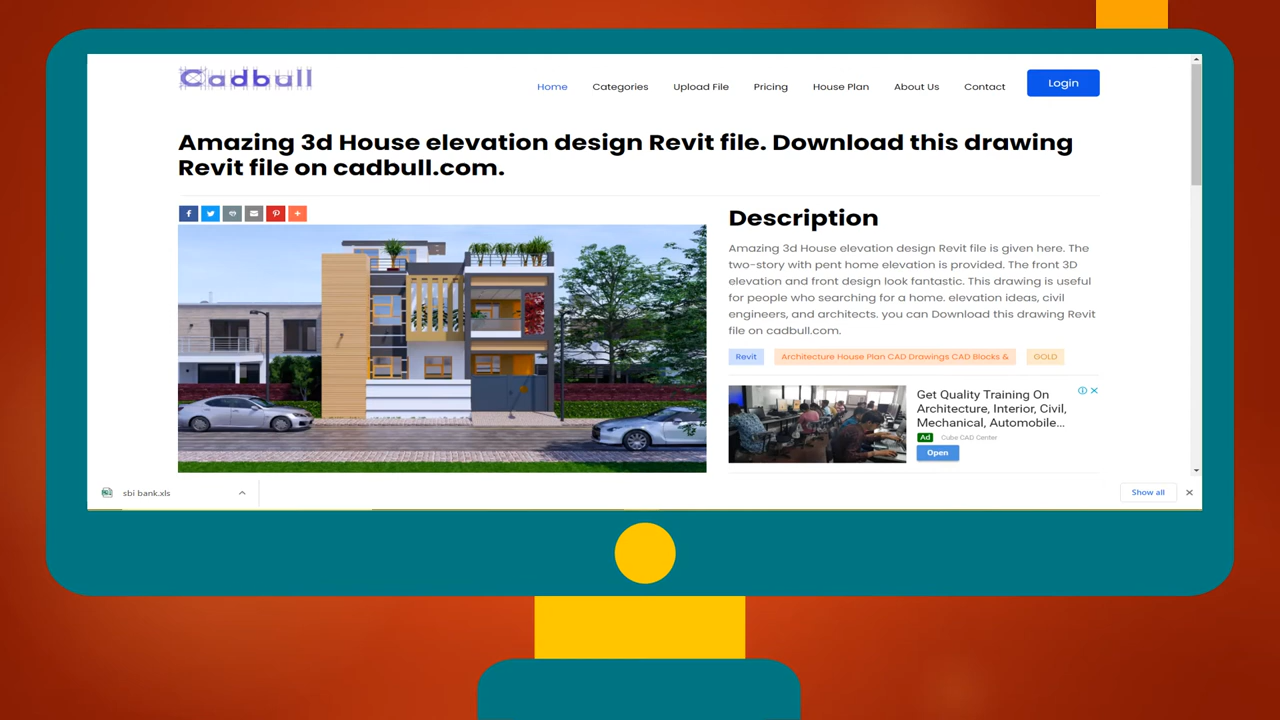 Cadbull
Home Categories Upload File Pricing House Plan About Us Contact Login
Amazing 3d House elevation design Revit file. Download this drawing
Revit file on cadbull.com.
Description
Amazing 3d House elevation design Revit file is given here. The
two-story with pent home elevation is provided. The front 3D
elevation and front design look fantastic. This drawing is useful
for people who searching for a home. elevation ideas, civil
engineers, and architects. you can Download this drawing Revit
file on cadbull.com.
Revit Architecture House Plan CAD Drawings CAD Blocks & GOLD
Get Quality Training On
Architecture, Interior, Civil,
Mechanical, Automobile...
Ad Cube CAD Center
Open
sbi bank.xls
Show all